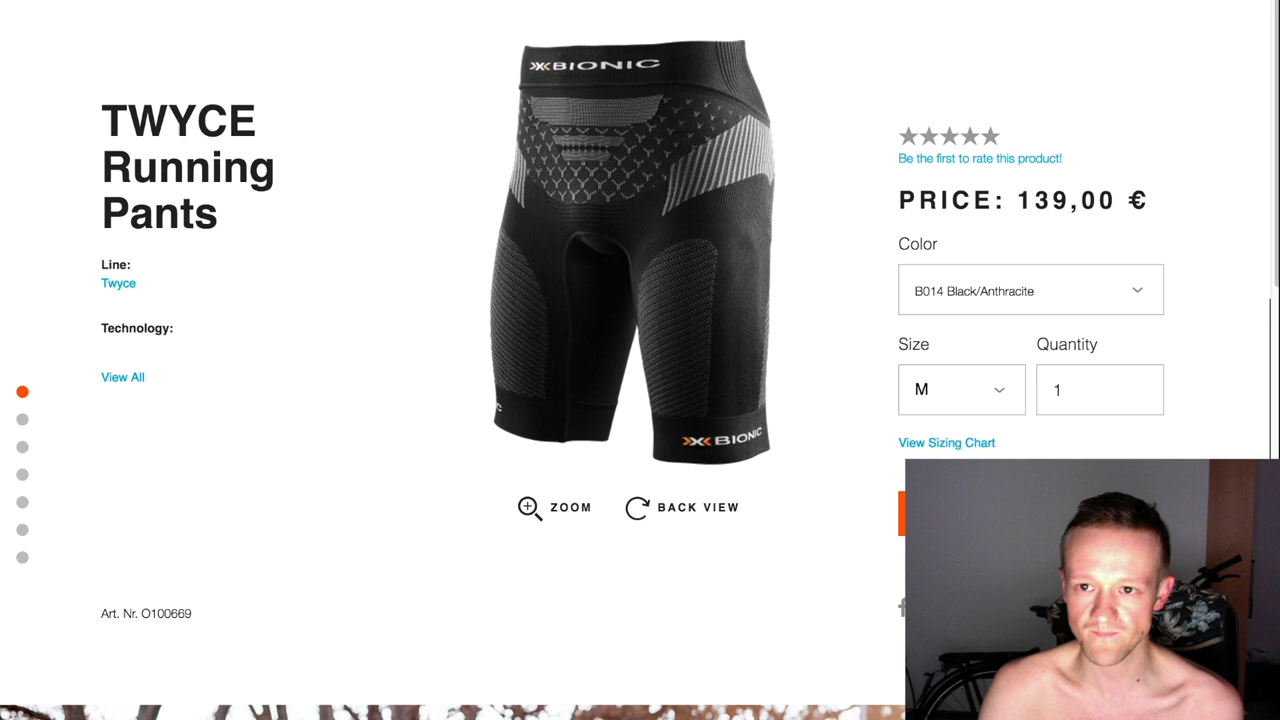 TWYCE
Running
Pants
Line:
Twyce
Technology:
View All
Art. Nr. O100669
X BIONIC
X BIONIC
C
ZOOM
BACK VIEW
Be the first to rate this product!
PRICE: 139,00 €
Color
B014 Black/Anthracite
Size
Quantity
M
1
View Sizing Chart